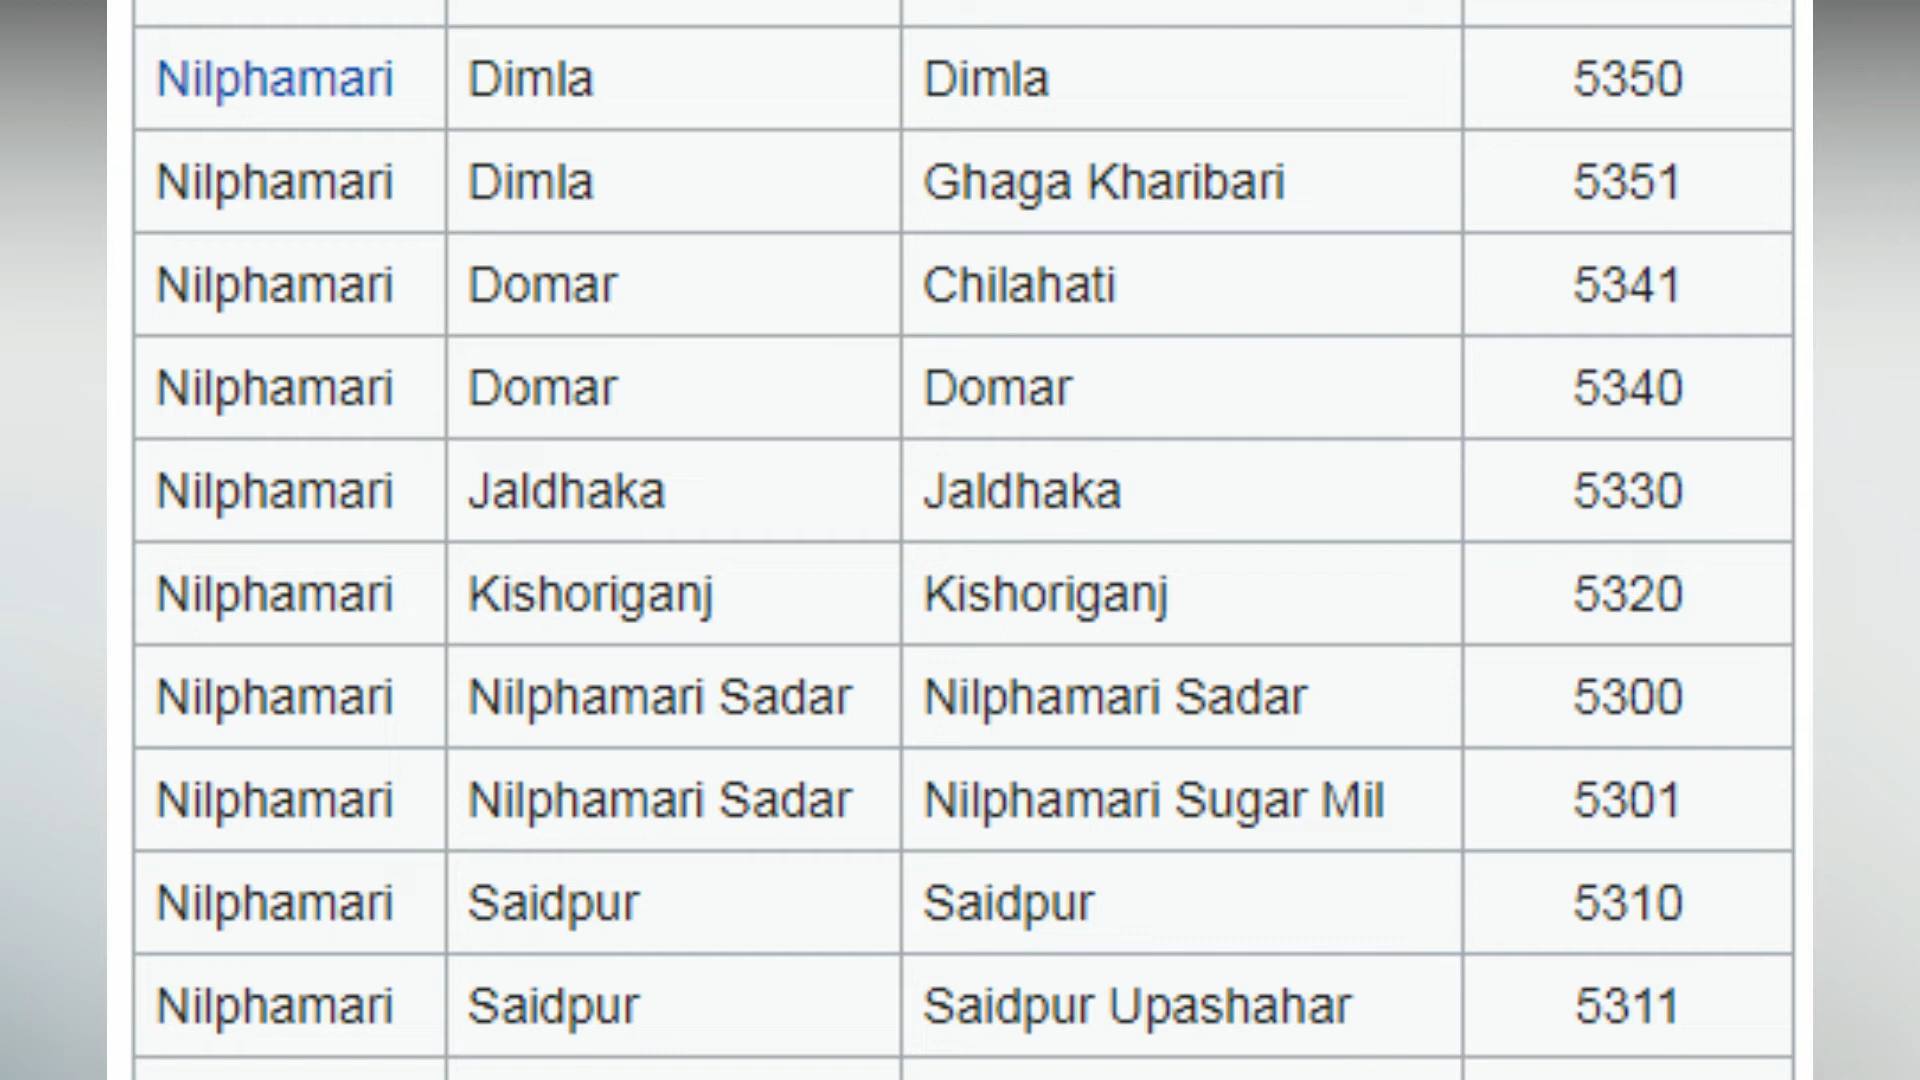 Nilphamari Dimla Dimla 5350
Nilphamari Dimla Ghaga Kharibari 5351
Nilphamari Domar Chilahati 5341
Nilphamari Domar Domar 5340
Nilphamari Jaldhaka Jaldhaka 5330
Nilphamari Kishoriganj Kishoriganj 5320
Nilphamari Nilphamari Sadar Nilphamari Sadar 5300
Nilphamari Nilphamari Sadar Nilphamari Sugar Mil 5301
Nilphamari Saidpur Saidpur 5310
Nilphamari Saidpur Saidpur Upashahar 5311